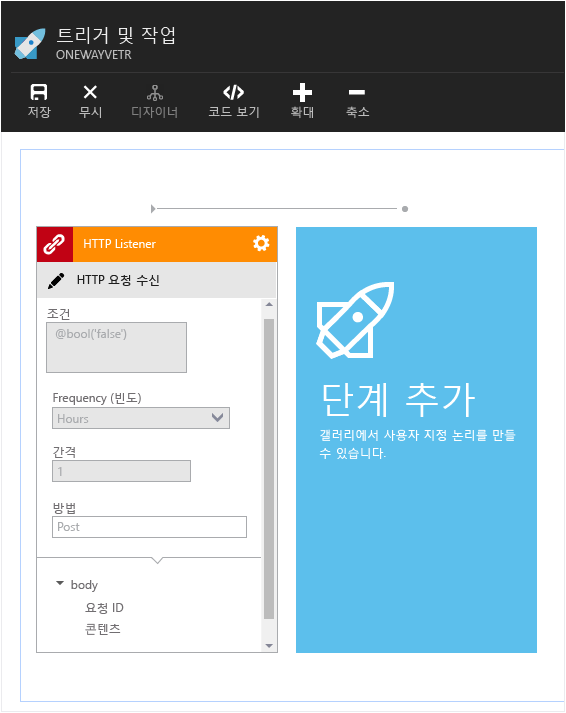 트리거 및 작업
ONEWAYVETR
저장
무시
디자이너
코드 보기
확대
축소
HTTP Listener
HTTP 요청 수신
조건
@bool('false')
Frequency (빈도)
Hours
간격
1
방법
Post
body
요청 ID
콘텐츠
단계 추가
갤러리에서 사용자 지정 논리를 만들
수 있습니다.